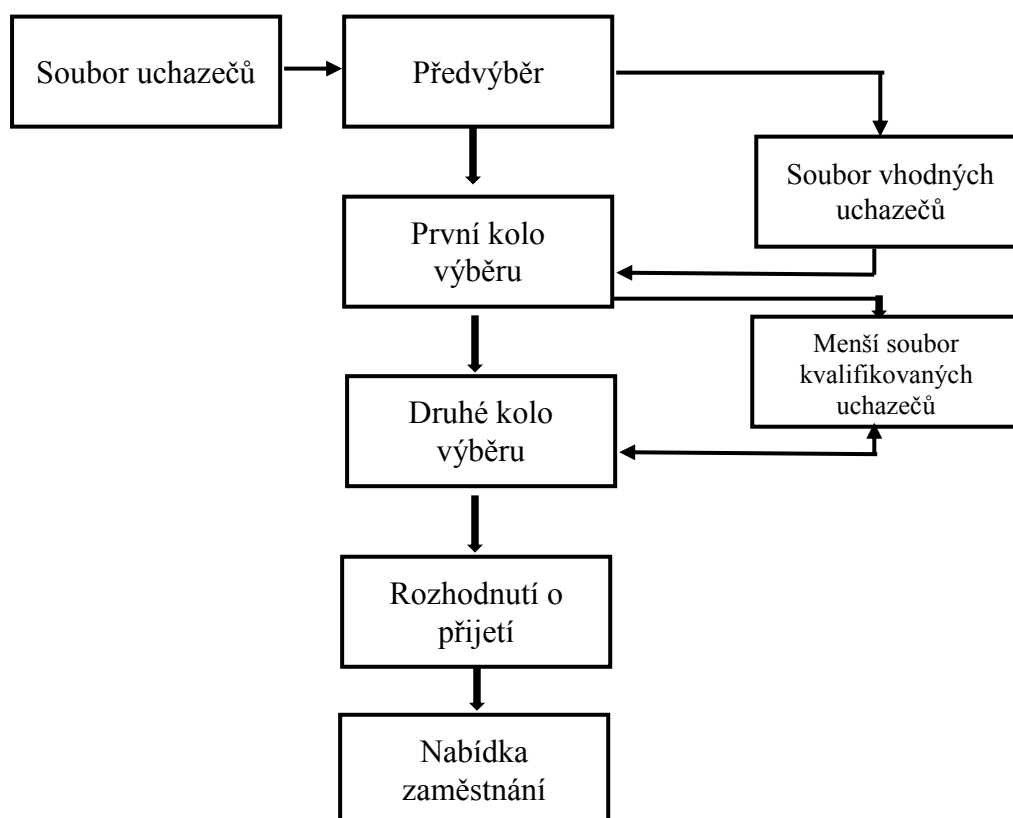 Soubor uchazečů
Předvýběr
Soubor vhodných
uchazečů
První kolo
výběru
Menší soubor
kvalifikovaných
uchazečů
Druhé kolo
výběru
Rozhodnutí o
přijetí
Nabídka
zaměstnání